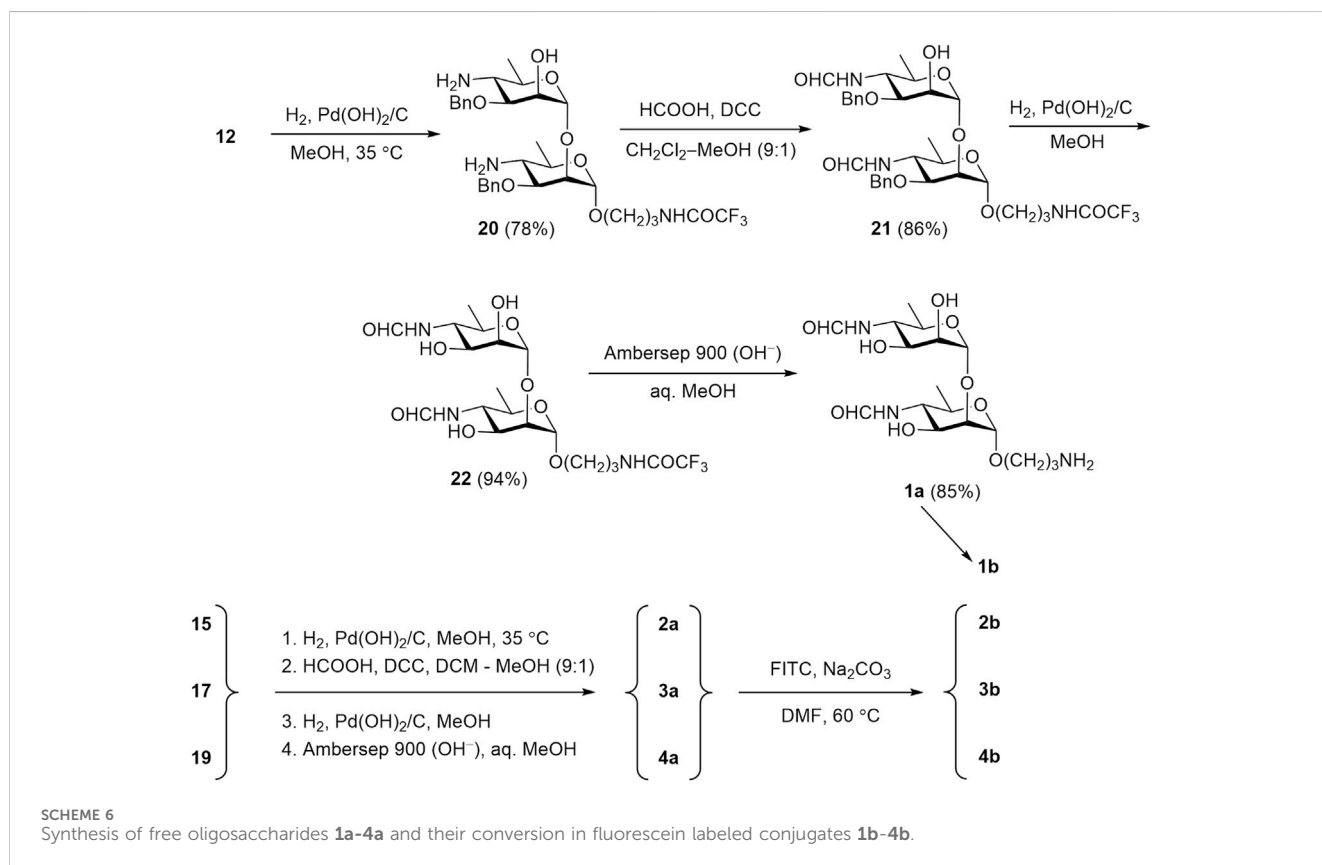 12
H₂, Pd(OH)₂/C
MeOH, 35 °C
OH
H₂N
O
BnO
O
H₂N
O
BnO
O(CH₂)₃NHCOCF₃
20 (78%)
HCOOH, DCC
CH₂Cl₂–MeOH (9:1)
OH
OHCHN
O
BnO
O
OHCHN
O
BnO
O(CH₂)₃NHCOCF₃
21 (86%)
H₂, Pd(OH)₂/C
MeOH
OH
OHCHN
O
HO
O
OHCHN
O
HO
O(CH₂)₃NHCOCF₃
22 (94%)
Ambersep 900 (OH⁻)
aq. MeOH
OH
OHCHN
O
HO
O
OHCHN
O
HO
O(CH₂)₃NH₂
1a (85%)
1b
15
17
19
1. H₂, Pd(OH)₂/C, MeOH, 35 °C
2. HCOOH, DCC, DCM - MeOH (9:1)
3. H₂, Pd(OH)₂/C, MeOH
4. Ambersep 900 (OH⁻), aq. MeOH
2a
3a
4a
FITC, Na₂CO₃
DMF, 60 °C
2b
3b
4b
SCHEME 6
Synthesis of free oligosaccharides 1a-4a and their conversion in fluorescein labeled conjugates 1b-4b.